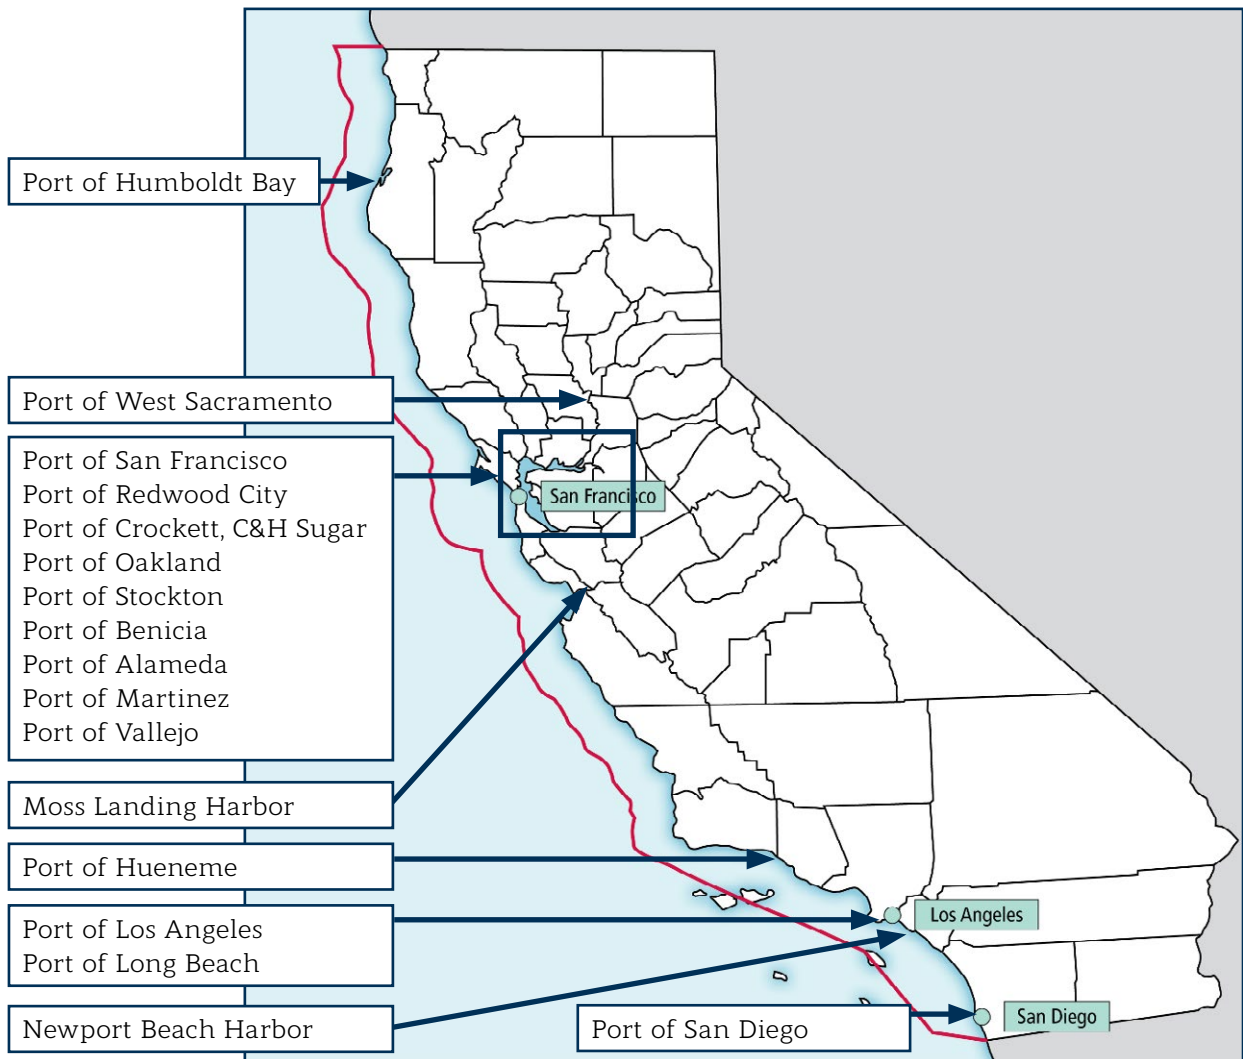 Port of Humboldt Bay
Port of West Sacramento
Port of San Francisco
Port of Redwood City
Port of Crockett, C&H Sugar
Port of Oakland
Port of Stockton
Port of Benicia
Port of Alameda
Port of Martinez
Port of Vallejo
San Francisco
Moss Landing Harbor
Port of Hueneme
Port of Los Angeles
Port of Long Beach
Los Angeles
Newport Beach Harbor
Port of San Diego
San Diego